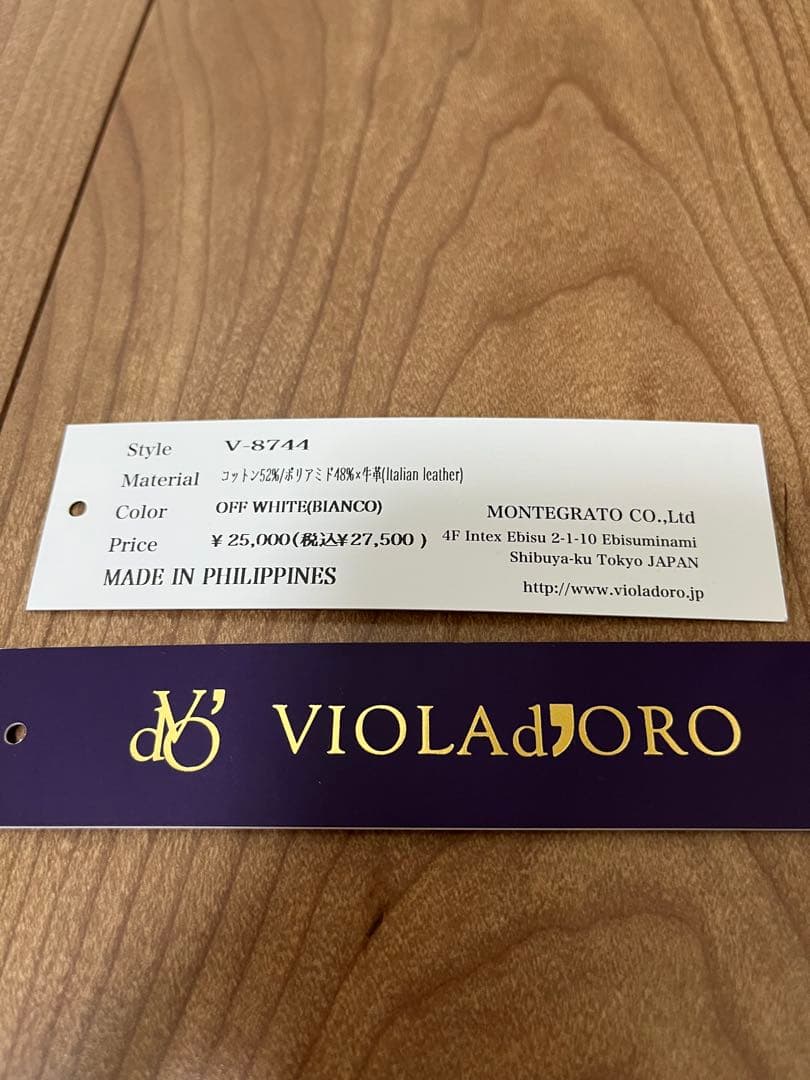 Style V-8744
Material コットン52%/ポリアミド48%×牛革(Italian leather)
Color OFF WHITE(BIANCO)
Price ¥25,000(税込¥27,500 )
MADE IN PHILIPPINES
MONTEGRATO CO.,Ltd
4F Intex Ebisu 2-1-10 Ebisuminami
Shibuya-ku Tokyo JAPAN
http://www.violadoro.jp
Vd'O VIOLAd'ORO